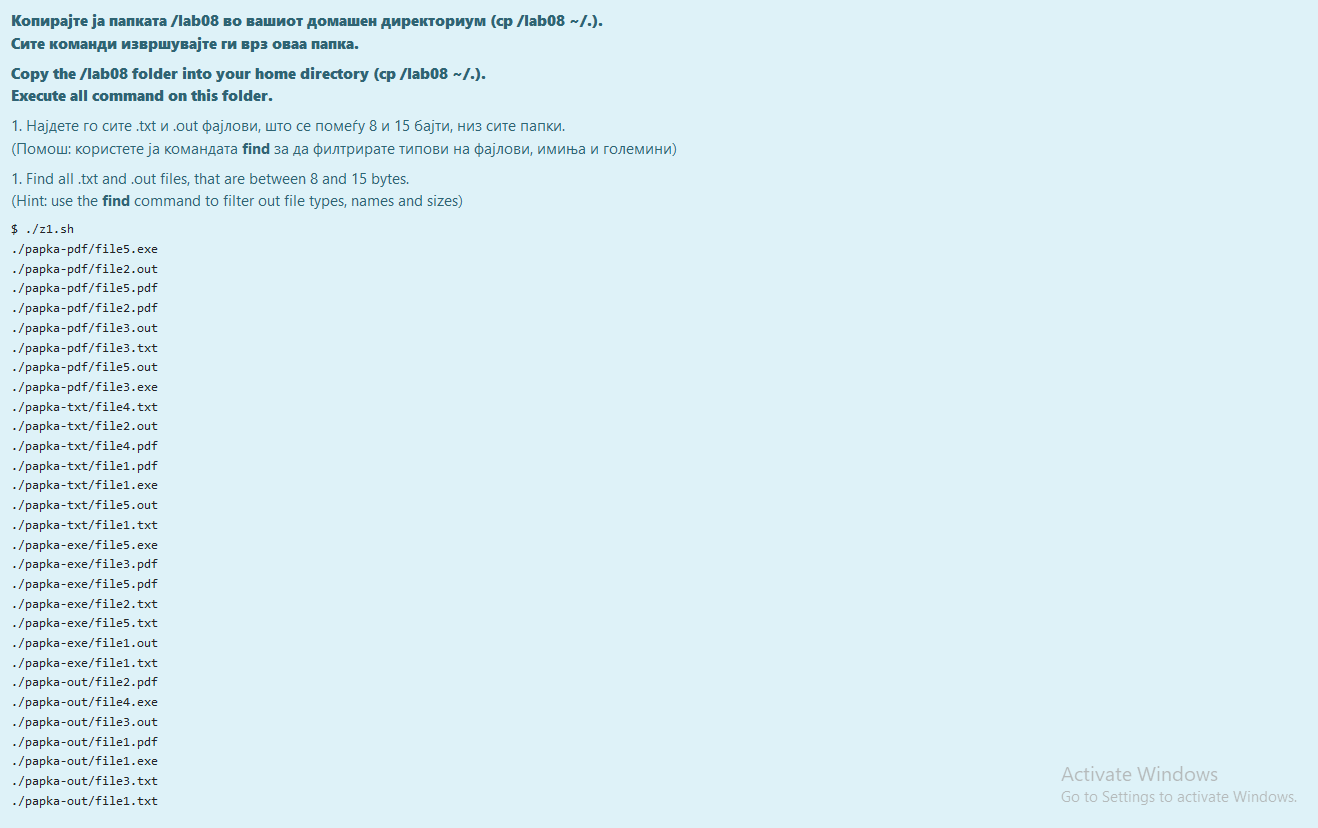 Копирајте ја папката /lab08 во вашиот домашен директориум (cp /lab08 ~/.).
Сите команди извршувајте ги врз оваа папка.
Copy the /lab08 folder into your home directory (cp /lab08 ~/.).
Execute all command on this folder.
1. Најдете го сите .txt и .out фајлови, што се помеѓу 8 и 15 бајти, низ сите папки.
(Помош: користете ја командата find за да филтрирате типови на фајлови, имиња и големини)
1. Find all .txt and .out files, that are between 8 and 15 bytes.
(Hint: use the find command to filter out file types, names and sizes)
$ ./z1.sh
./papka-pdf/file5.exe
./papka-pdf/file2.out
./papka-pdf/file5.pdf
./papka-pdf/file2.pdf
./papka-pdf/file3.out
./papka-pdf/file3.txt
./papka-pdf/file5.out
./papka-pdf/file3.exe
./papka-txt/file4.txt
./papka-txt/file2.out
./papka-txt/file4.pdf
./papka-txt/file1.pdf
./papka-txt/file1.exe
./papka-txt/file5.out
./papka-txt/file1.txt
./papka-exe/file5.exe
./papka-exe/file3.pdf
./papka-exe/file5.pdf
./papka-exe/file2.txt
./papka-exe/file5.txt
./papka-exe/file1.out
./papka-exe/file1.txt
./papka-out/file2.pdf
./papka-out/file4.exe
./papka-out/file3.out
./papka-out/file1.pdf
./papka-out/file1.exe
./papka-out/file3.txt
./papka-out/file1.txt
Activate Windows
Go to Settings to activate Windows.